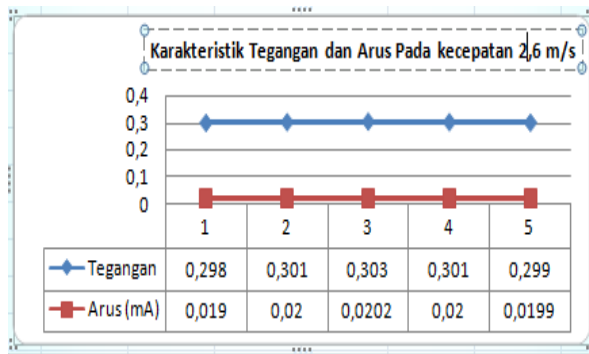 Karakteristik Tegangan dan Arus Pada kecepatan 2,6 m/s
0,4
0,3
0,2
0,1
0
1 2 3 4 5
Tegangan 0,298 0,301 0,303 0,301 0,299
Arus (mA) 0,019 0,02 0,0202 0,02 0,0199